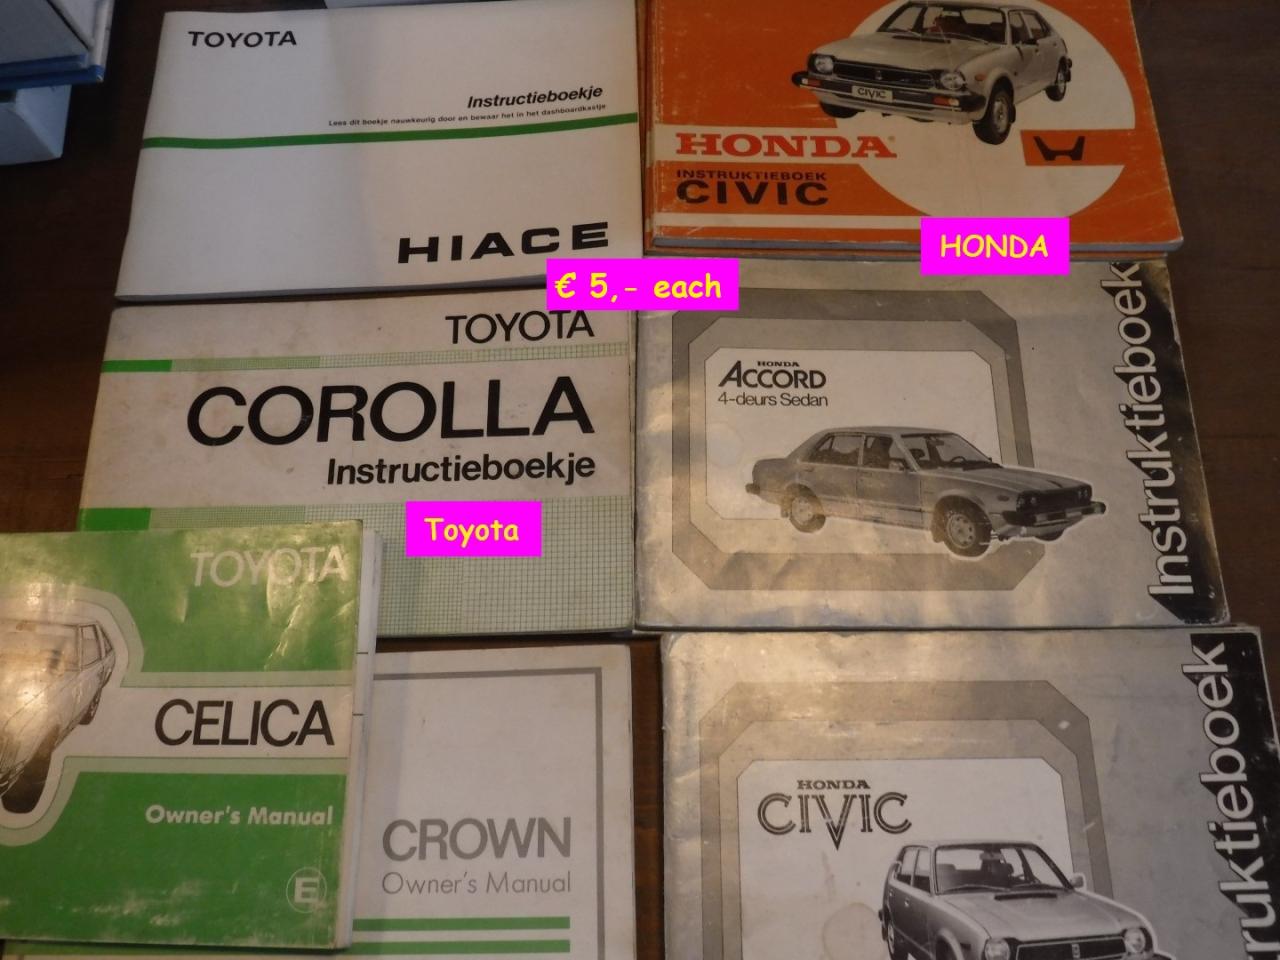 TOYOTA
Instructieboekje
Lees dit boekje nauwkeurig door en bewaar het in het dashboardkastje
HIACE
CIVIC
HONDA
INSTRUKTIEBOEK
CIVIC
HONDA
€ 5,- each
TOYOTA
COROLLA
Instructieboekje
Toyota
HONDA
ACCORD
4-deurs Sedan
Instruktieboek
TOYOTA
CELICA
Owner's Manual
E
CROWN
Owner's Manual
HONDA
CIVIC
ruktieboek